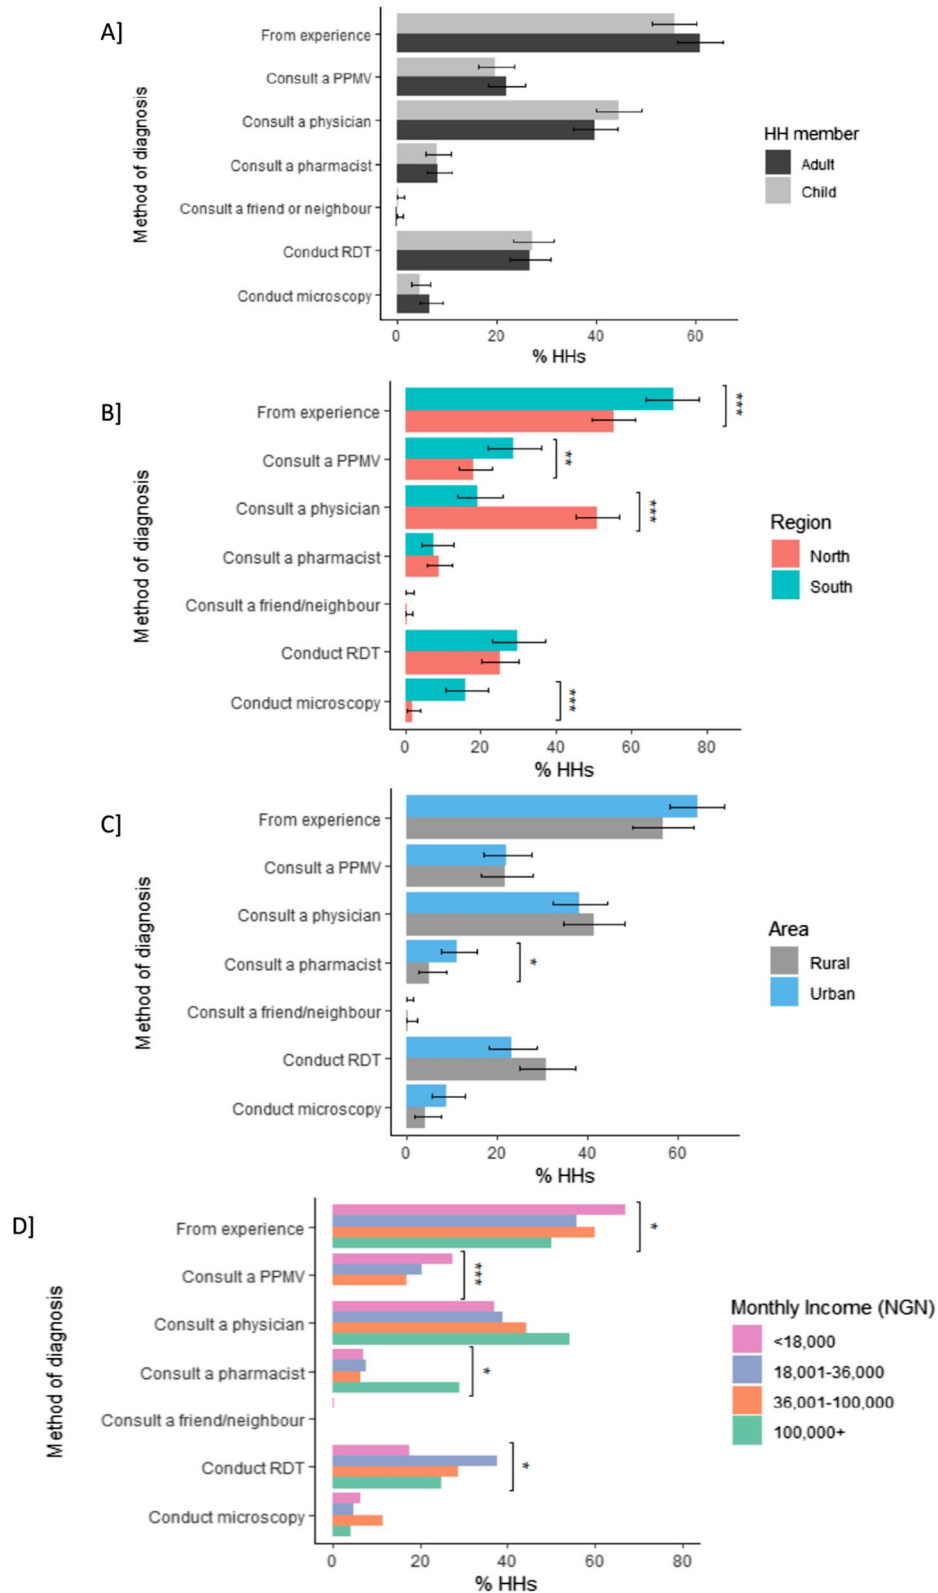 A]
Method of diagnosis
From experience
Consult a PPMV
Consult a physician
Consult a pharmacist
Consult a friend or neighbour
Conduct RDT
Conduct microscopy
0 20 40 60
% HHs
HH member
Adult
Child
B]
Method of diagnosis
From experience
Consult a PPMV
Consult a physician
Consult a pharmacist
Consult a friend/neighbour
Conduct RDT
Conduct microscopy
***
**
***
***
0 20 40 60 80
% HHs
Region
North
South
C]
Method of diagnosis
From experience
Consult a PPMV
Consult a physician
Consult a pharmacist
Consult a friend/neighbour
Conduct RDT
Conduct microscopy
*
0 20 40 60
% HHs
Area
Rural
Urban
D]
Method of diagnosis
From experience
Consult a PPMV
Consult a physician
Consult a pharmacist
Consult a friend/neighbour
Conduct RDT
Conduct microscopy
*
***
*
*
0 20 40 60 80
% HHs
Monthly Income (NGN)
<18,000
18,001-36,000
36,001-100,000
100,000+